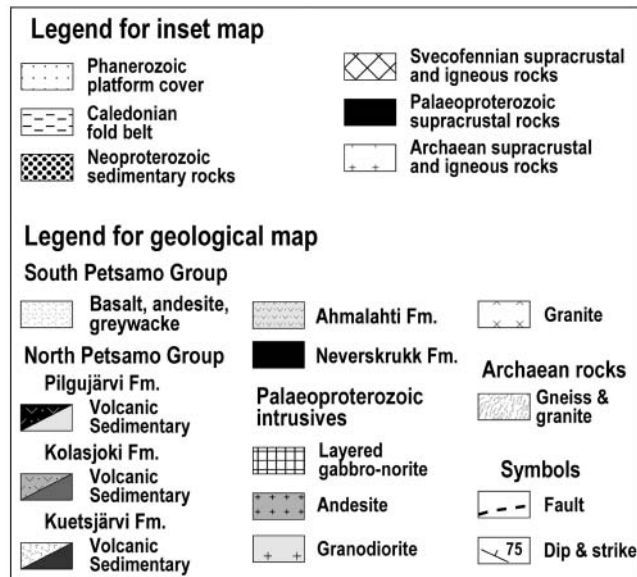 Legend for inset map
Phanerozoic
platform cover
Caledonian
fold belt
Neoproterozoic
sedimentary rocks
Svecofennian supracrustal
and igneous rocks
Palaeoproterozoic
supracrustal rocks
Archaean supracrustal
and igneous rocks
Legend for geological map
South Petsamo Group
Basalt, andesite,
greywacke
North Petsamo Group
Pilgujärvi Fm.
Volcanic
Sedimentary
Kolasjoki Fm.
Volcanic
Sedimentary
Kuetsjärvi Fm.
Volcanic
Sedimentary
Ahmalahti Fm.
Neverskrukk Fm.
Palaeoproterozoic
intrusives
Layered
gabbro-norite
Andesite
Granodiorite
Granite
Archaean rocks
Gneiss &
granite
Symbols
Fault
75 Dip & strike